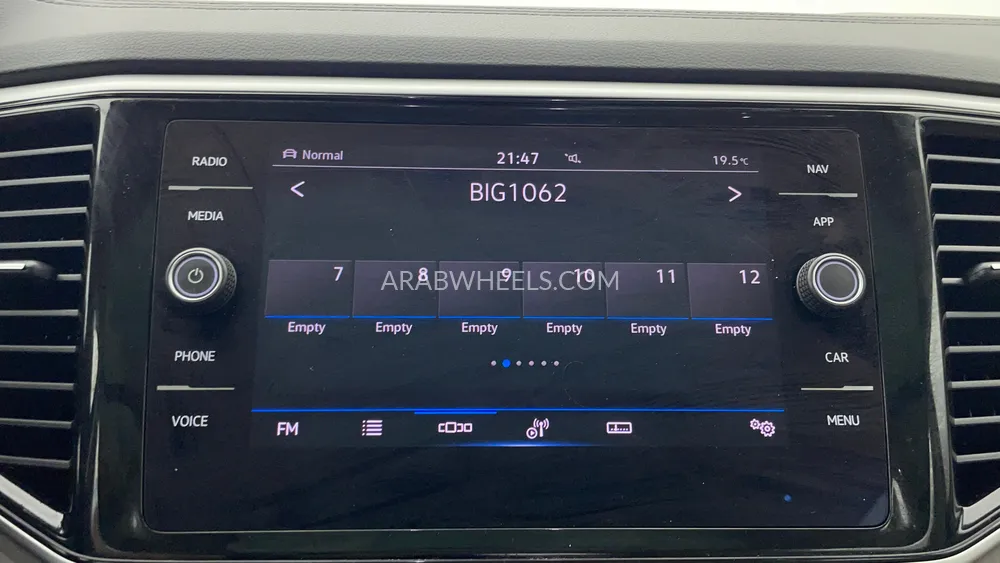 RADIO
MEDIA
PHONE
VOICE
Normal 21:47 19.5°C
BIG1062
7 8 9 10 11 12
Empty Empty Empty Empty Empty Empty
FM
NAV
APP
CAR
MENU
ARABWHEELS.COM